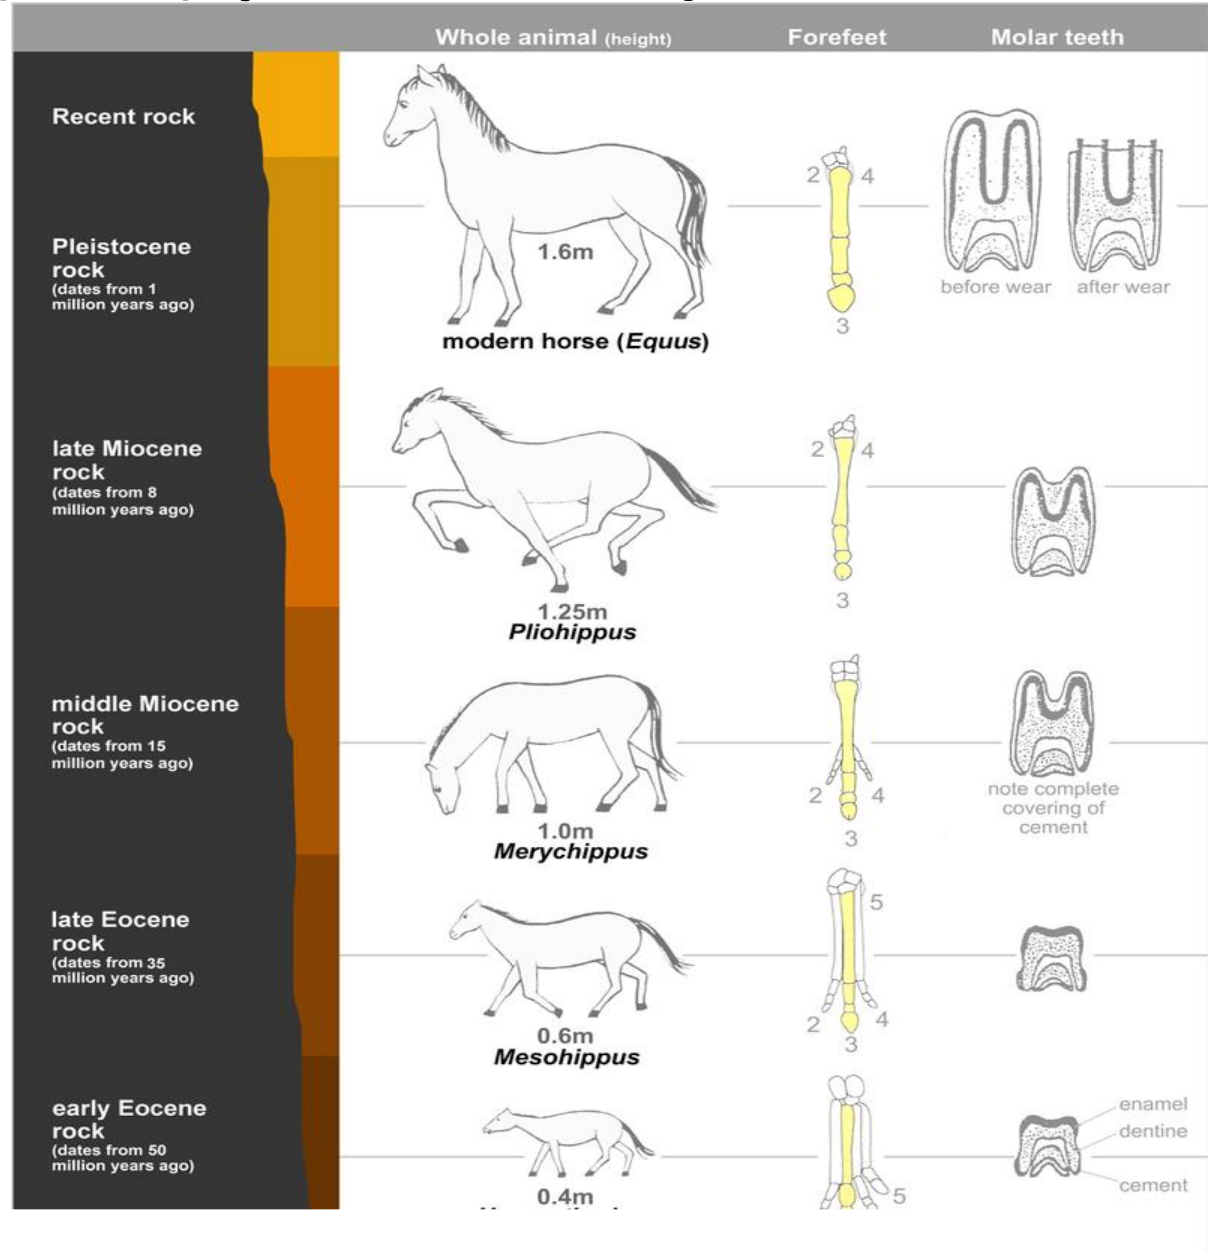 Whole animal (height) Forefeet Molar teeth
Recent rock
2 4
3
Pleistocene
rock
(dates from 1
million years ago)
1.6m
before wear after wear
modern horse (Equus)
late Miocene
rock
(dates from 8
million years ago)
2 4
3
1.25m
Pliohippus
middle Miocene
rock
(dates from 15
million years ago)
2 4
3
note complete
covering of
cement
1.0m
Merychippus
late Eocene
rock
(dates from 35
million years ago)
5
2 4
3
0.6m
Mesohippus
early Eocene
rock
(dates from 50
million years ago)
enamel
dentine
cement
5
0.4m